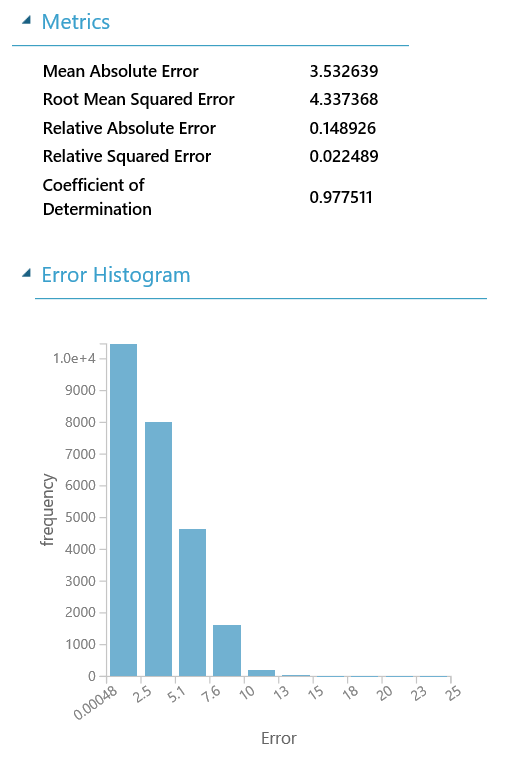 Metrics
Mean Absolute Error 3.532639
Root Mean Squared Error 4.337368
Relative Absolute Error 0.148926
Relative Squared Error 0.022489
Coefficient of
Determination 0.977511
Error Histogram
1.0e+4
9000
8000
7000
6000
5000
4000
3000
2000
1000
0
frequency
0.00048 2.5 5.1 7.6 10 13 15 18 20 23 25
Error